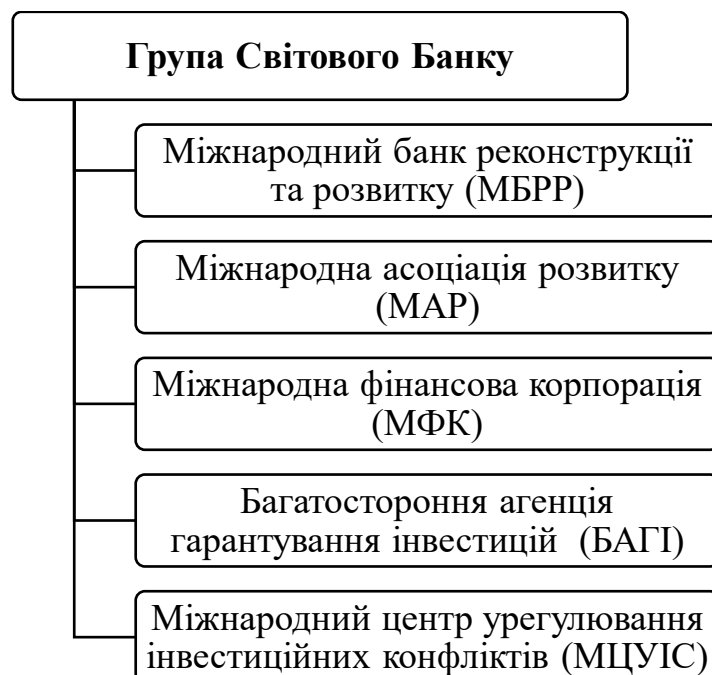 Група Світового Банку
Міжнародний банк реконструкції
та розвитку (МБРР)
Міжнародна асоціація розвитку
(МАР)
Міжнародна фінансова корпорація
(МФК)
Багатостороння агенція
гарантування інвестицій (БАГІ)
Міжнародний центр урегулювання
інвестиційних конфліктів (МЦУІС)